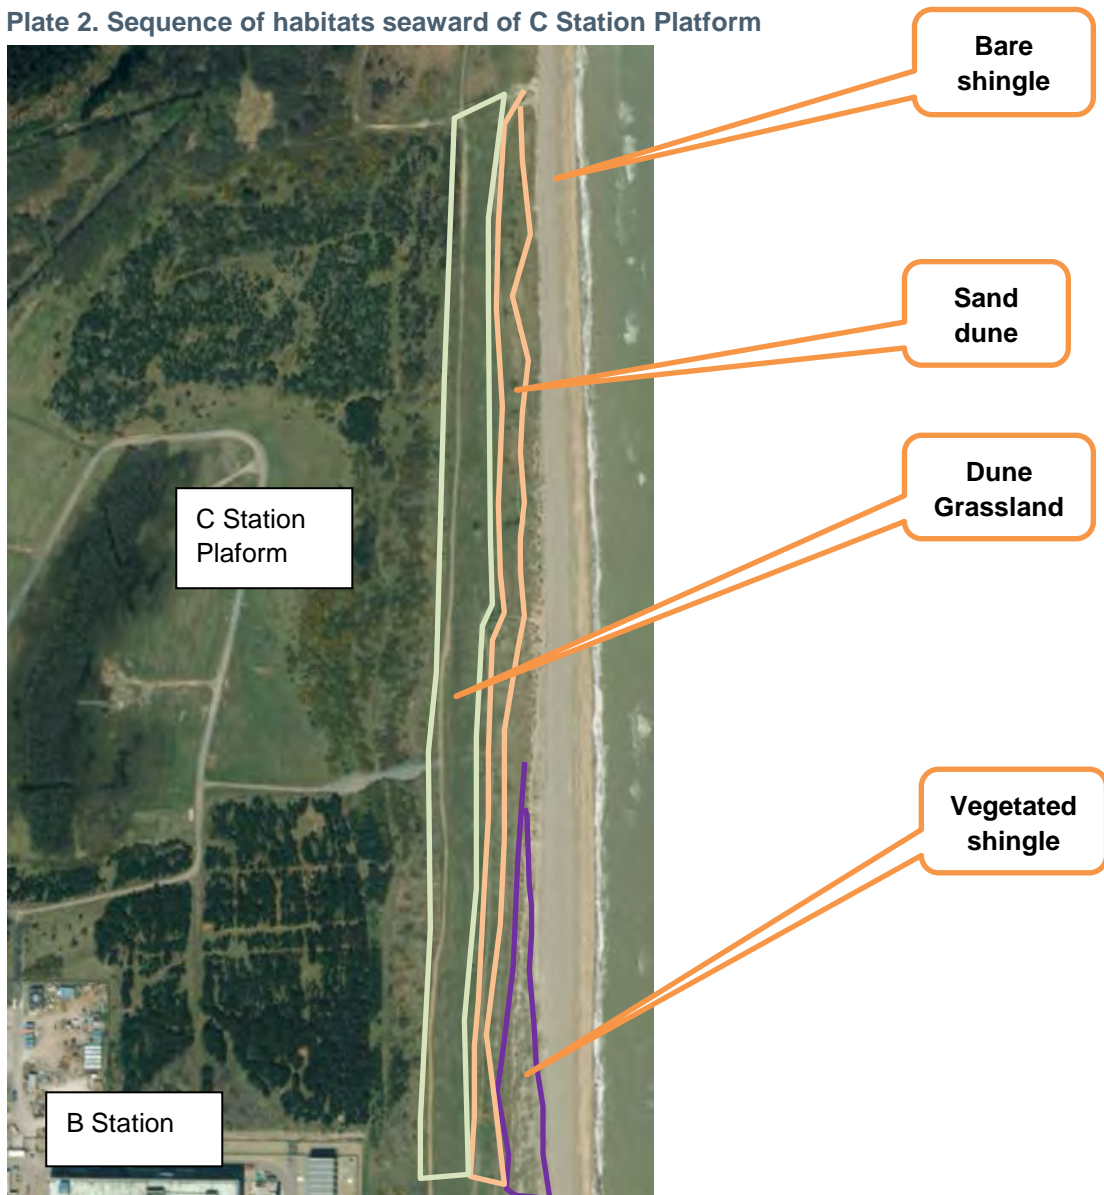 Plate 2. Sequence of habitats seaward of C Station Platform
Bare
shingle
Sand
dune
Dune
Grassland
C Station
Plaform
Vegetated
shingle
B Station